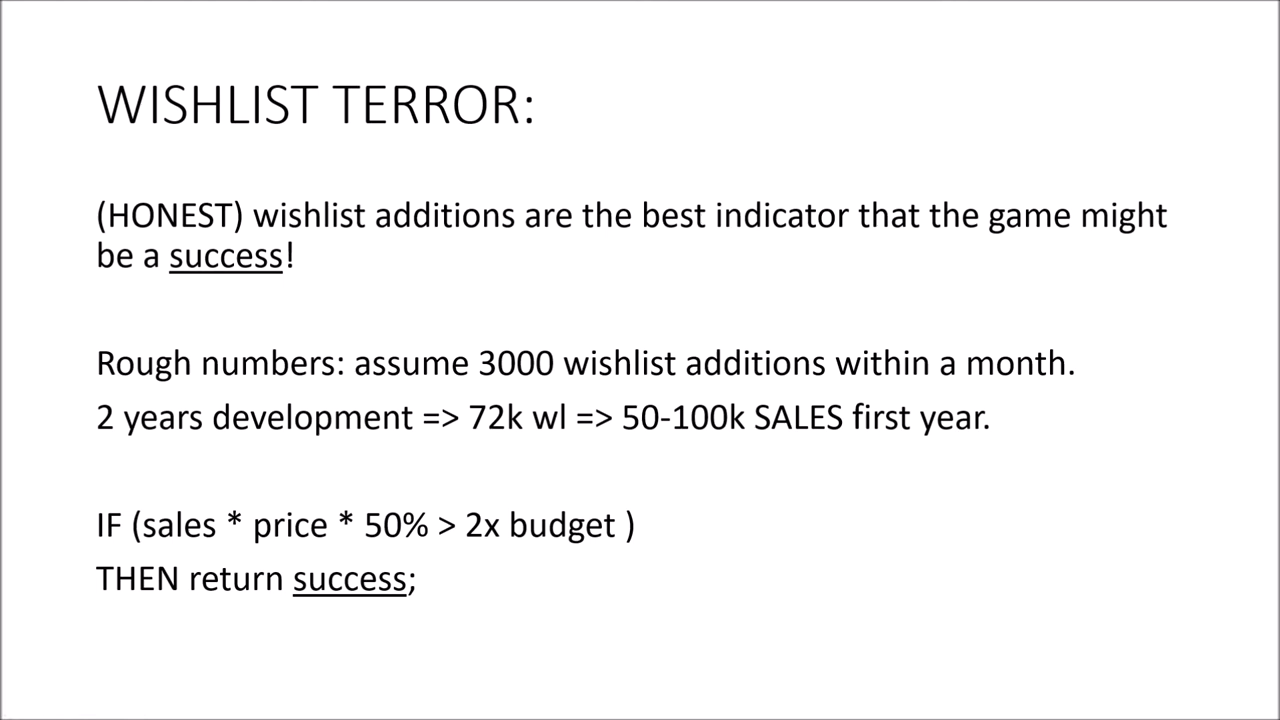 WISHLIST TERROR:
(HONEST) wishlist additions are the best indicator that the game might
be a success!
Rough numbers: assume 3000 wishlist additions within a month.
2 years development => 72k wl => 50-100k SALES first year.
IF (sales * price * 50% > 2x budget )
THEN return success;